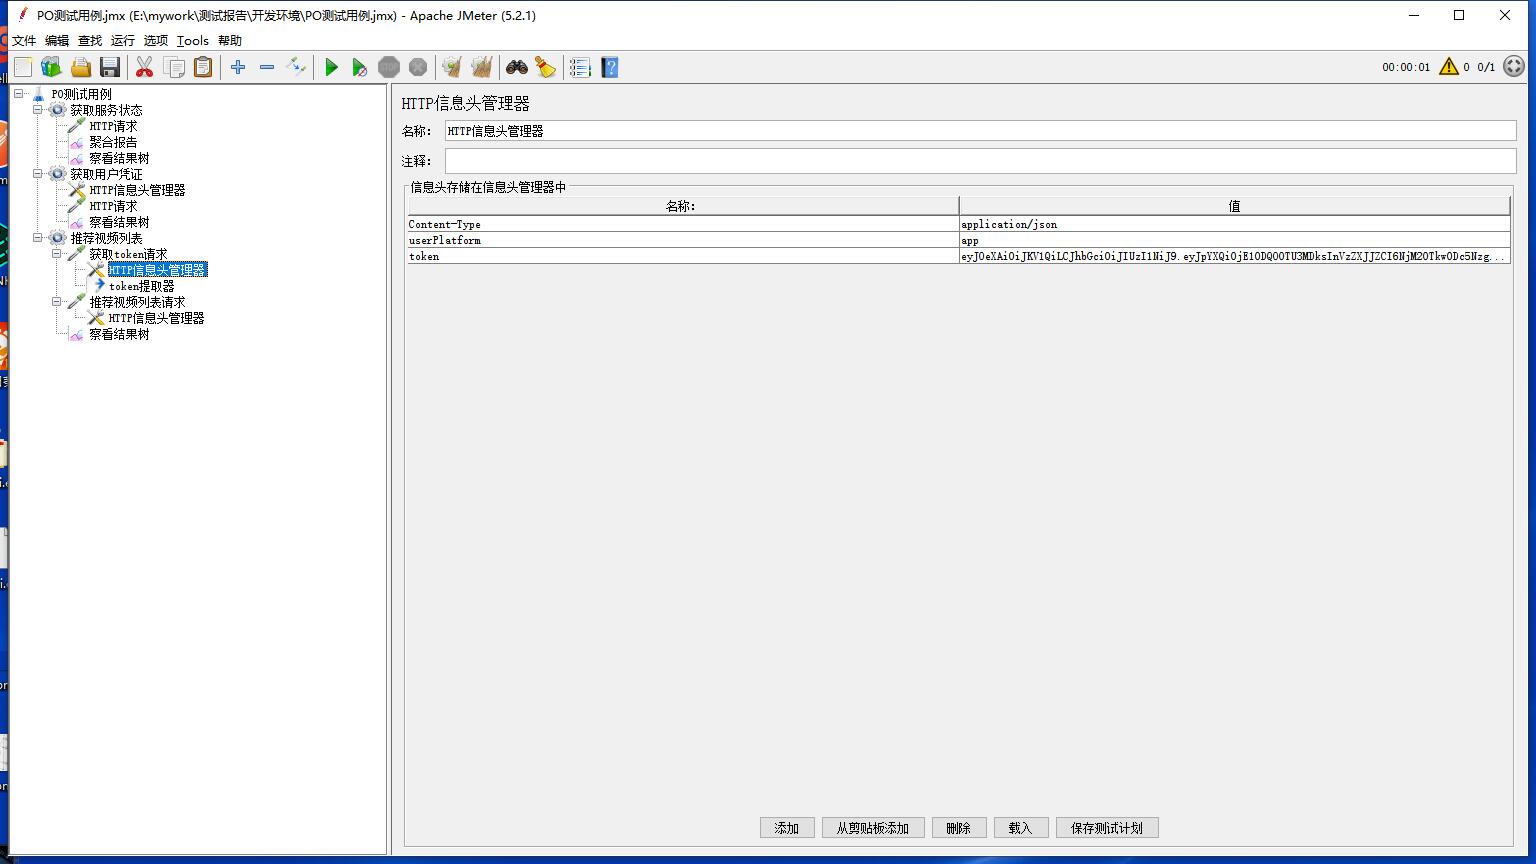 PO测试用例.jmx (E:\mywork\测试报告\开发环境\PO测试用例.jmx) - Apache JMeter (5.2.1)
文件 编辑 查找 运行 选项 Tools 帮助
STOP
00:00:01 0 0/1
PO测试用例
获取服务状态
HTTP请求
聚合报告
察看结果树
获取用户凭证
HTTP信息头管理器
HTTP请求
察看结果树
推荐视频列表
获取token请求
HTTP信息头管理器
token提取器
推荐视频列表请求
HTTP信息头管理器
察看结果树
HTTP信息头管理器
名称: HTTP信息头管理器
注释:
信息头存储在信息头管理器中
名称: 值
Content-Type application/json
userPlatform app
token
添加 从剪贴板添加 删除 载入 保存测试计划